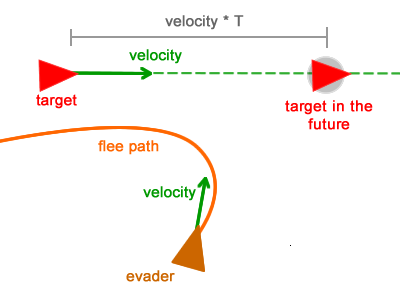 velocity * T
velocity
target
target in the
future
flee path
velocity
evader